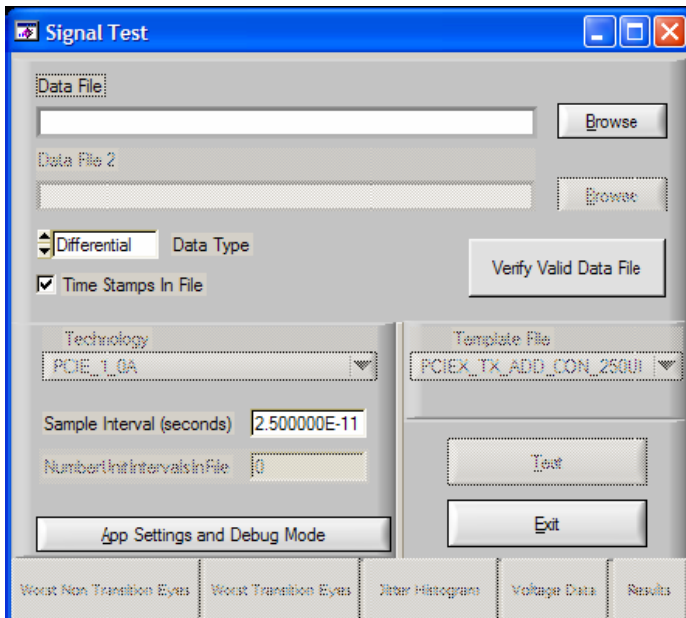 Signal Test
Data File
Browse
Data File 2
Browse
Differential
Data Type
Time Stamps In File
Verify Valid Data File
Technology
PCIE_1_0A
Template File
PCIEX_TX_ADD_CON_250UI
Sample Interval (seconds)
2.500000E-11
NumberUnitIntervalsInFile
0
Test
App Settings and Debug Mode
Exit
Worst Non Transition Eyes
Worst Transition Eyes
Jitter Histogram
Voltage Data
Results